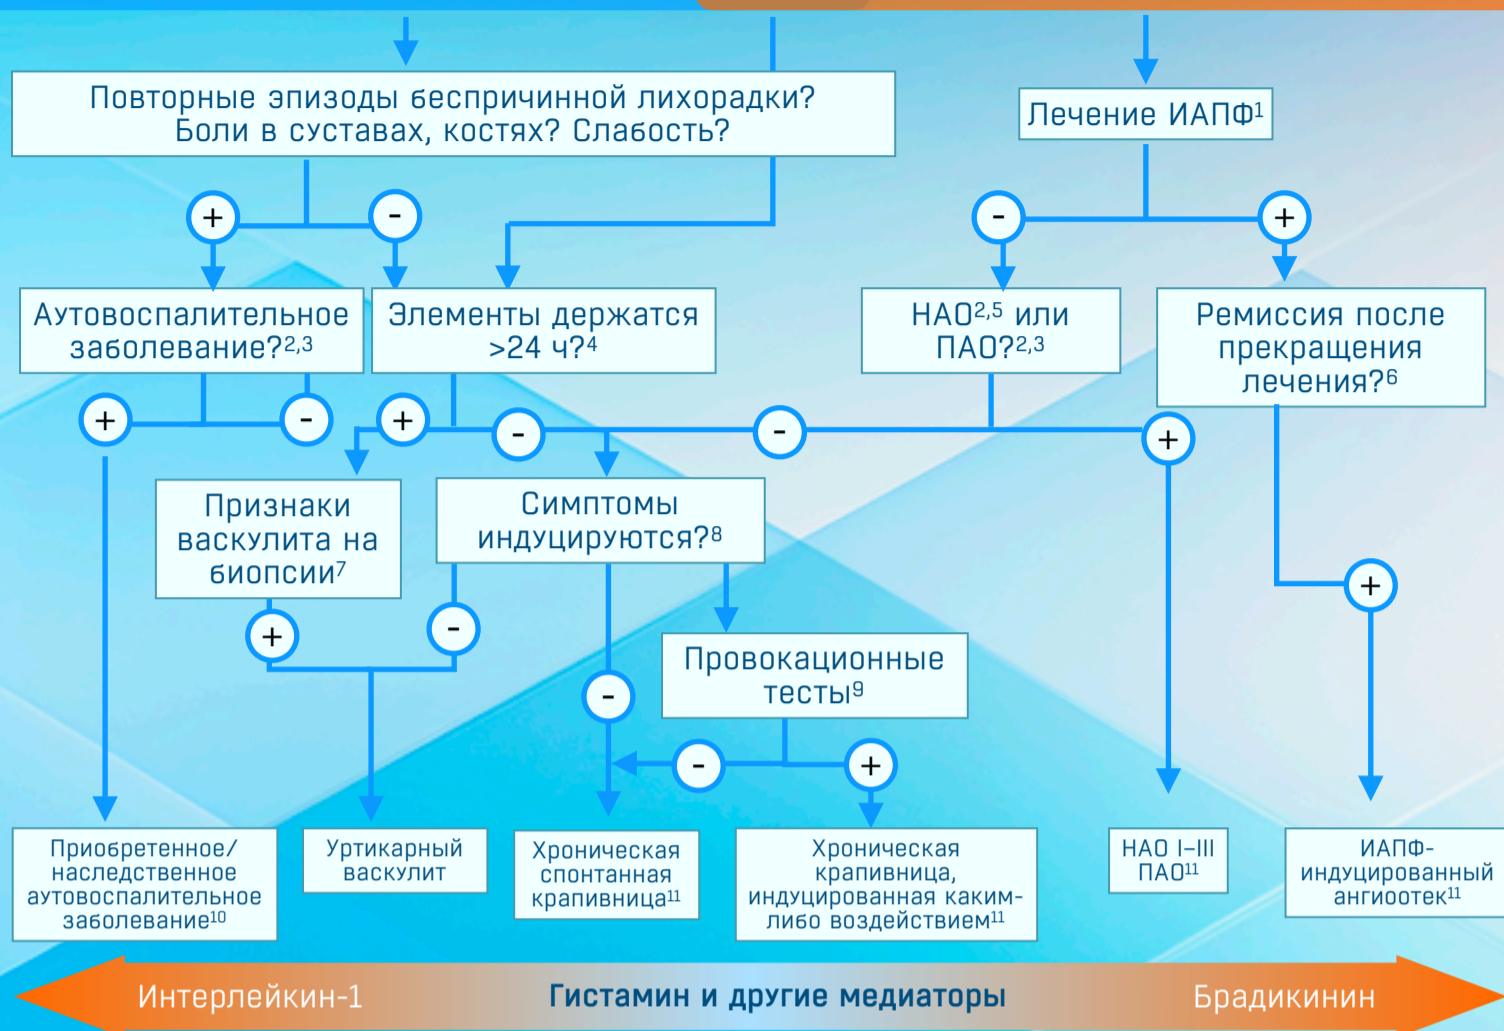 Повторные эпизоды беспричинной лихорадки?
Боли в суставах, костях? Слабость?
Лечение ИАПФ¹
+
-
-
+
Аутовоспалительное
заболевание?²,³
Элементы держатся
>24 ч?⁴
НАО²,⁵ или
ПАО?²,³
Ремиссия после
прекращения
лечения?⁶
+
-
+
-
-
+
Признаки
васкулита на
биопсии⁷
Симптомы
индуцируются?⁸
+
+
-
Провокационные
тесты⁹
-
-
+
Приобретенное/
наследственное
аутовоспалительное
заболевание¹⁰
Уртикарный
васкулит
Хроническая
спонтанная
крапивница¹¹
Хроническая
крапивница,
индуцированная каким-
либо воздействием¹¹
НАО I–III
ПАО¹¹
ИАПФ-
индуцированный
ангиоотек¹¹
Интерлейкин-1
Гистамин и другие медиаторы
Брадикинин